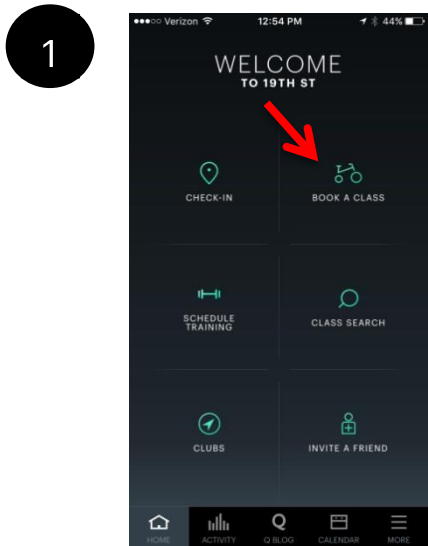 1
Verizon 12:54 PM 44%
WELCOME
TO 19TH ST
CHECK-IN BOOK A CLASS
SCHEDULE
TRAINING
CLASS SEARCH
CLUBS INVITE A FRIEND
Q
HOME ACTIVITY Q BLOG CALENDAR MORE